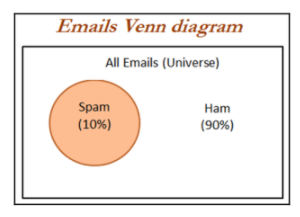 Emails Venn diagram
All Emails (Universe)
Spam
(10%)
Ham
(90%)